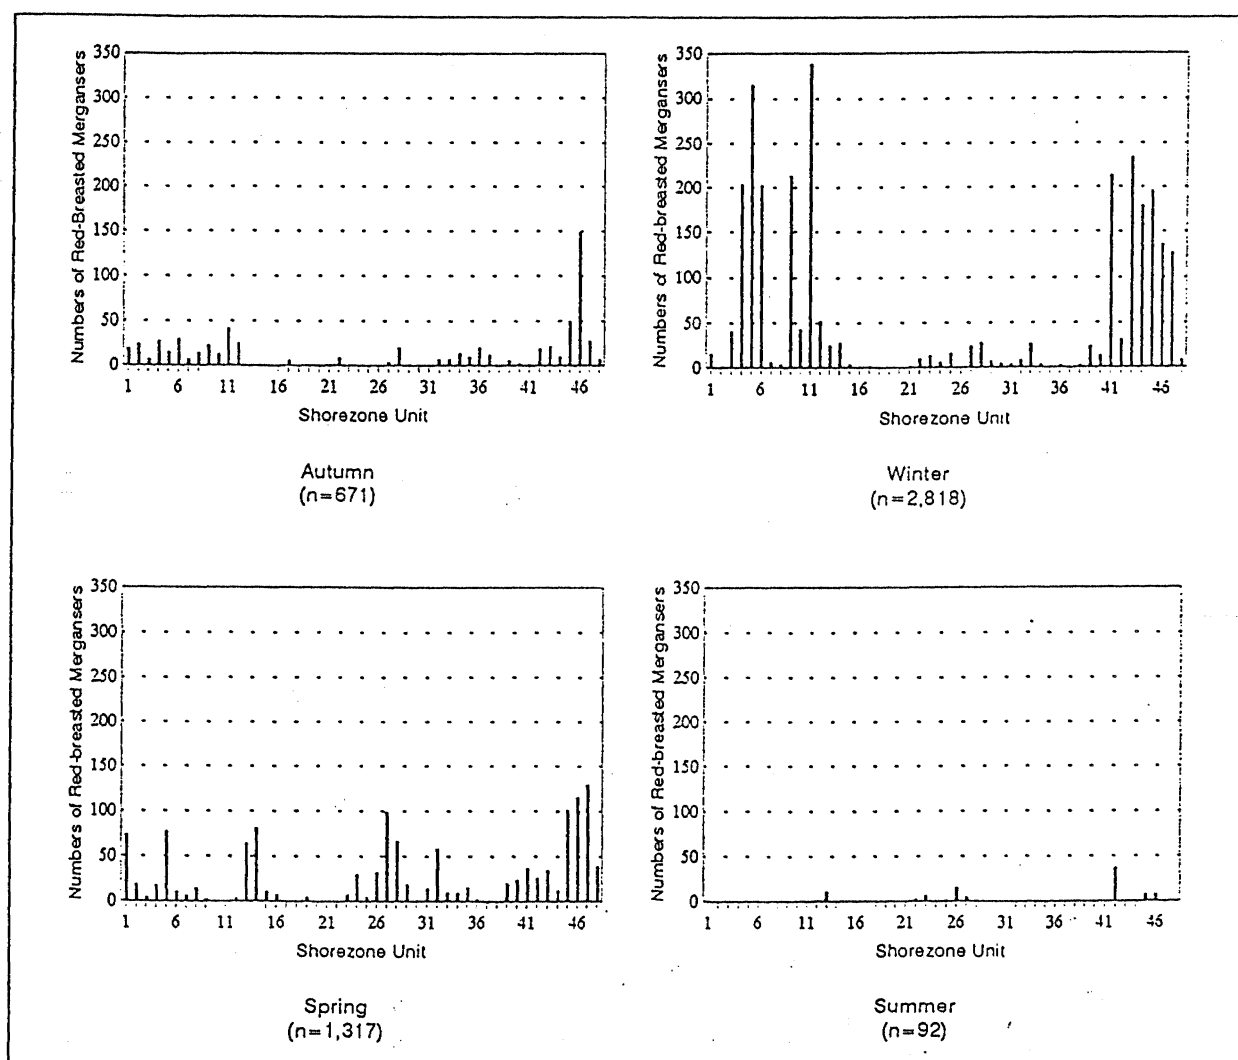 Numbers of Red-Breasted Mergansers
350
300
250
200
150
100
50
0
1 6 11 16 21 26 31 36 41 46
Shorezone Unit
Autumn
(n=671)
Numbers of Red-breasted Mergansers
350
300
250
200
150
100
50
0
1 6 11 16 21 26 31 36 41 46
Shorezone Unit
Winter
(n=2,818)
Numbers of Red-breasted Mergansers
350
300
250
200
150
100
50
0
1 6 11 16 21 26 31 36 41 46
Shorezone Unit
Spring
(n=1,317)
Numbers of Red-breasted Mergansers
350
300
250
200
150
100
50
0
1 6 11 16 21 26 31 36 41 46
Shorezone Unit
Summer
(n=92)